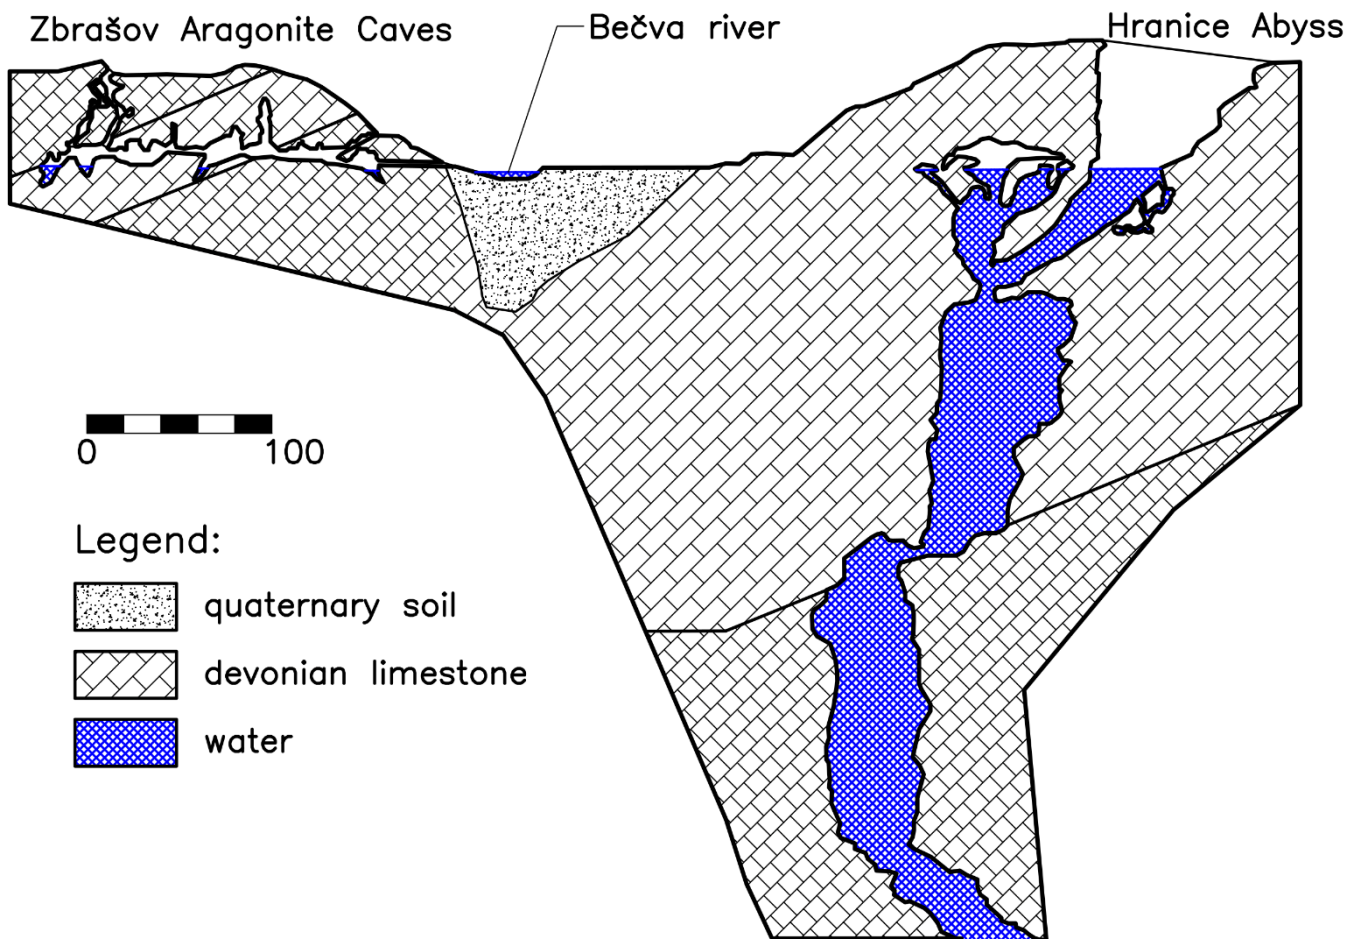 Zbrašov Aragonite Caves
Bečva river
Hranice Abyss
0 100
Legend:
quaternary soil
devonian limestone
water